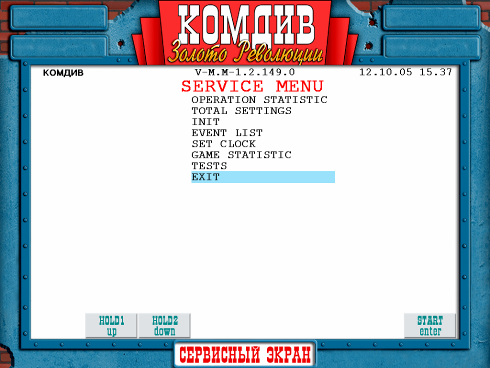 КОМДИВ
Золото Революции
КОМДИВ V-M.M-1.2.149.0 12.10.05 15.37
SERVICE MENU
OPERATION STATISTIC
TOTAL SETTINGS
INIT
EVENT LIST
SET CLOCK
GAME STATISTIC
TESTS
EXIT
HOLD1 HOLD2 START
up down enter
СЕРВИСНЫЙ ЭКРАН